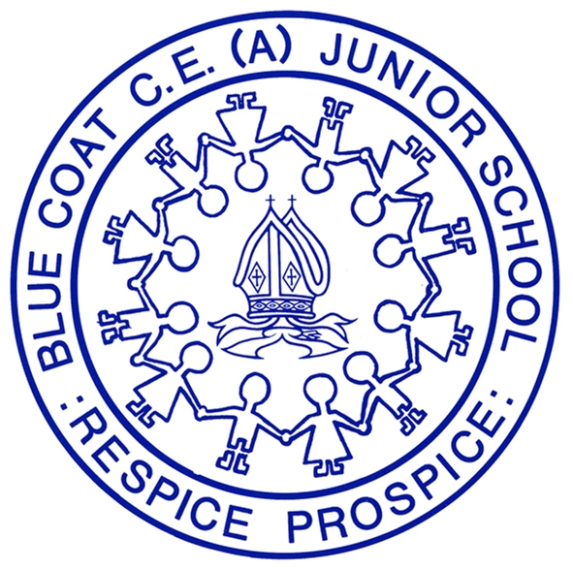 BLUE COAT C.E. (A) JUNIOR SCHOOL
: RESPICE PROSPICE :